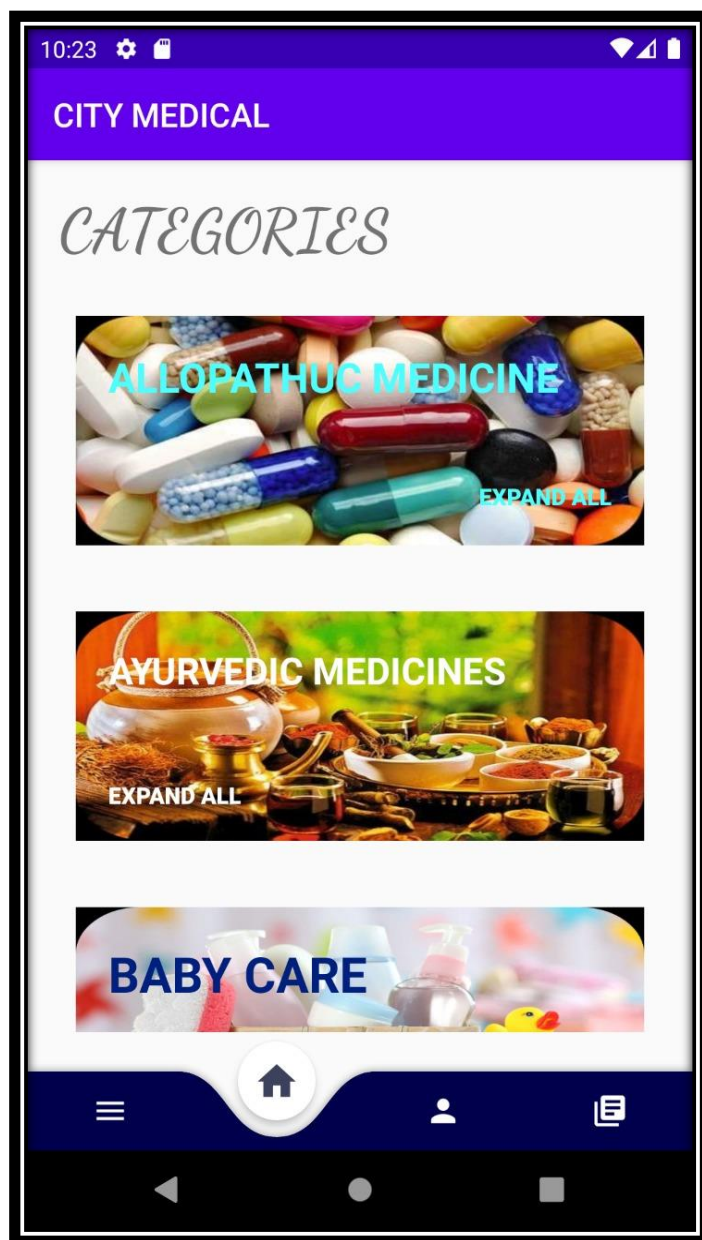 10:23
CITY MEDICAL
CATEGORIES
ALLOPATHUC MEDICINE
EXPAND ALL
AYURVEDIC MEDICINES
EXPAND ALL
BABY CARE